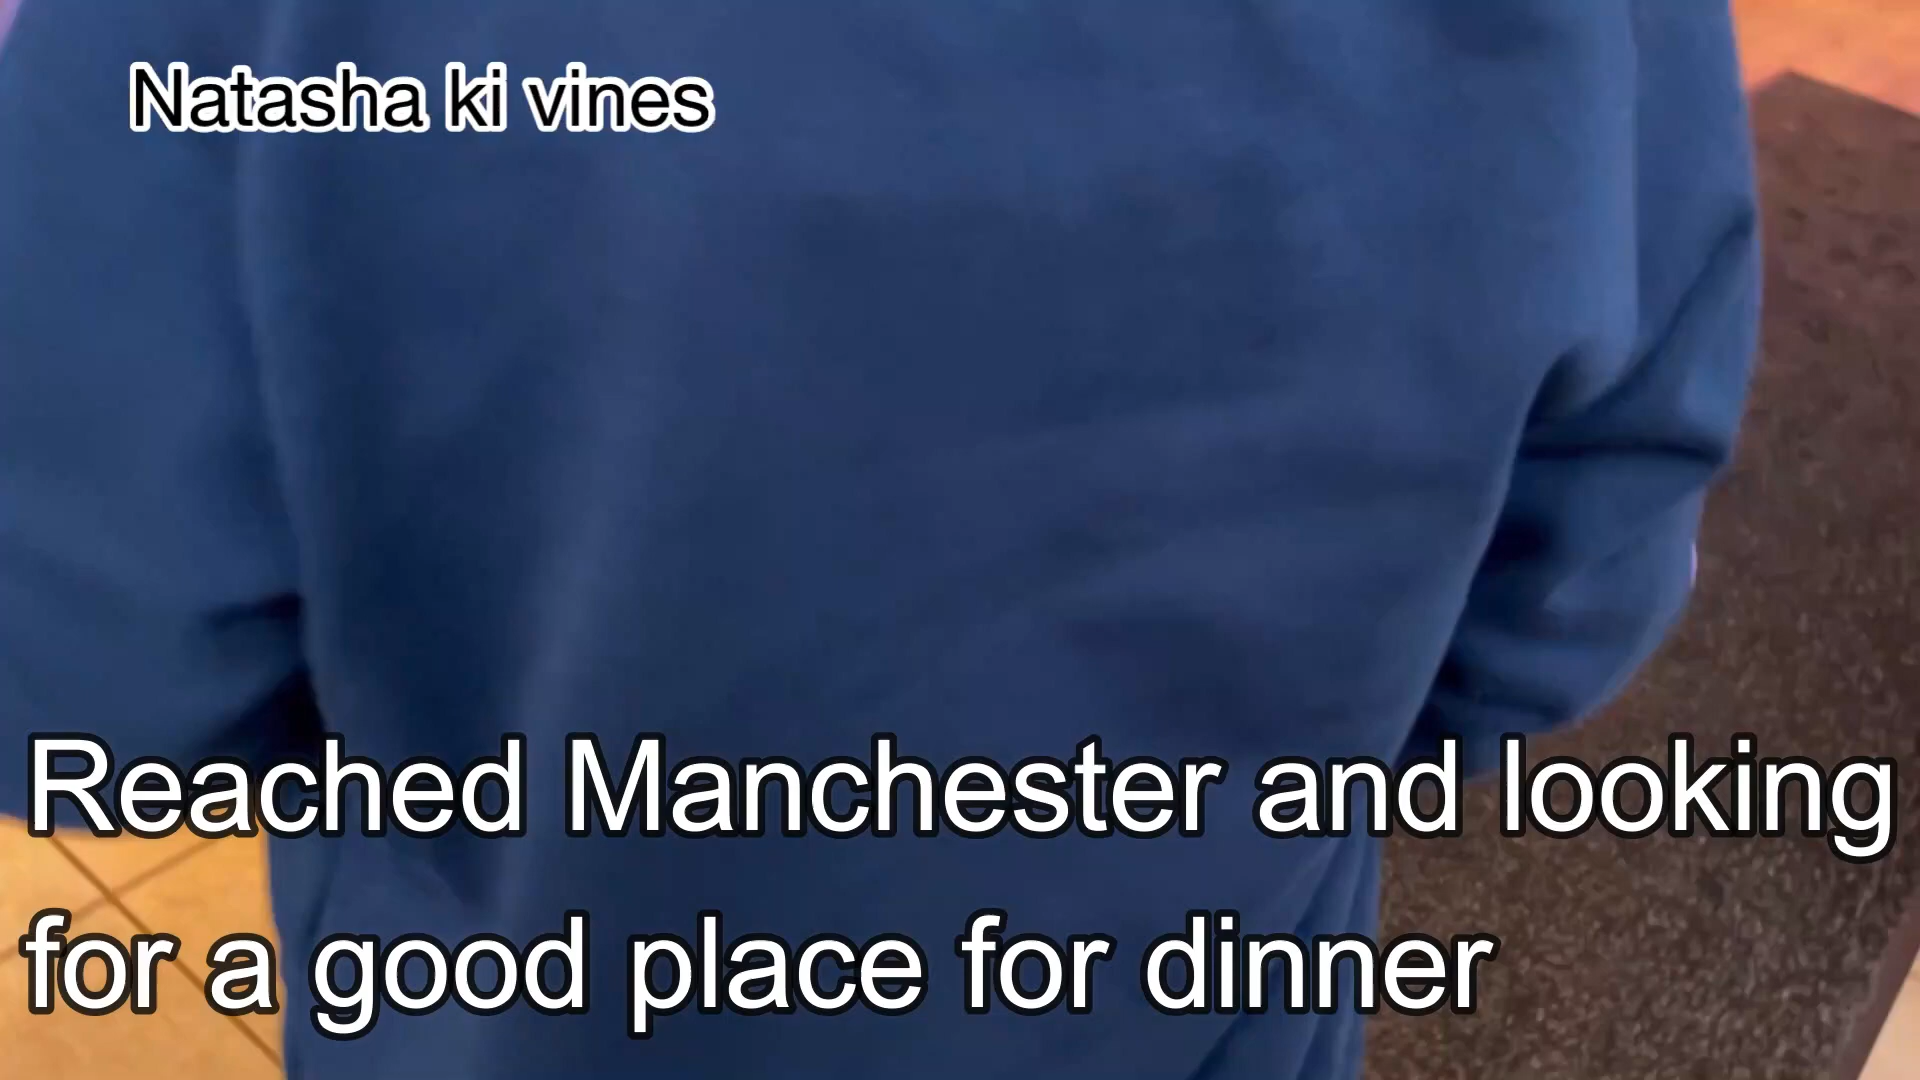 Natasha ki vines
Reached Manchester and looking
for a good place for dinner